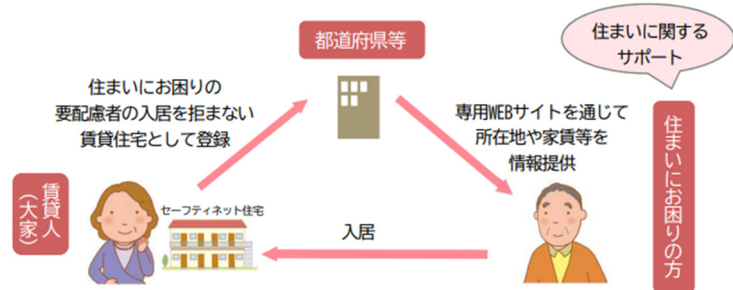 都道府県等
住まいに関する
サポート
住まいにお困りの
要配慮者の入居を拒まない
賃貸住宅として登録
専用WEBサイトを通じて
所在地や家賃等を
情報提供
住まいにお困りの方
賃貸人
（大家）
セーフティネット住宅
入居